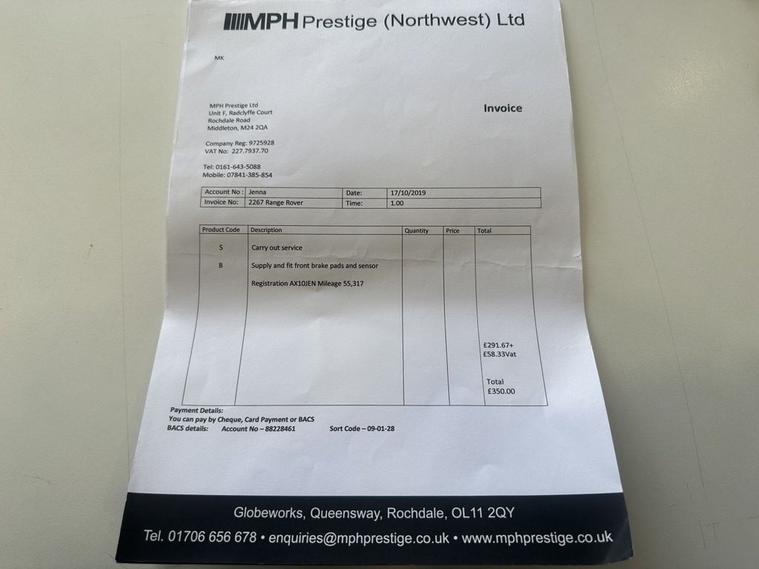 MPH Prestige (Northwest) Ltd
MK
MPH Prestige Ltd
Unit F, Radclyffe Court
Rochdale Road
Middleton, M24 2QA
Invoice
Company Reg: 9725928
VAT No: 227.7937.70
Tel: 0161-643-5088
Mobile: 07841-385-854
Account No: Jenna Date: 17/10/2019
Invoice No: 2267 Range Rover Time: 1.00
Product Code Description Quantity Price Total
S Carry out service
B Supply and fit front brake pads and sensor
Registration AX10JEN Mileage 55,317
£291.67+
£58.33Vat
Total
£350.00
Payment Details:
You can pay by Cheque, Card Payment or BACS
BACS details: Account No – 88228461 Sort Code – 09-01-28
Globeworks, Queensway, Rochdale, OL11 2QY
Tel. 01706 656 678 • enquiries@mphprestige.co.uk • www.mphprestige.co.uk